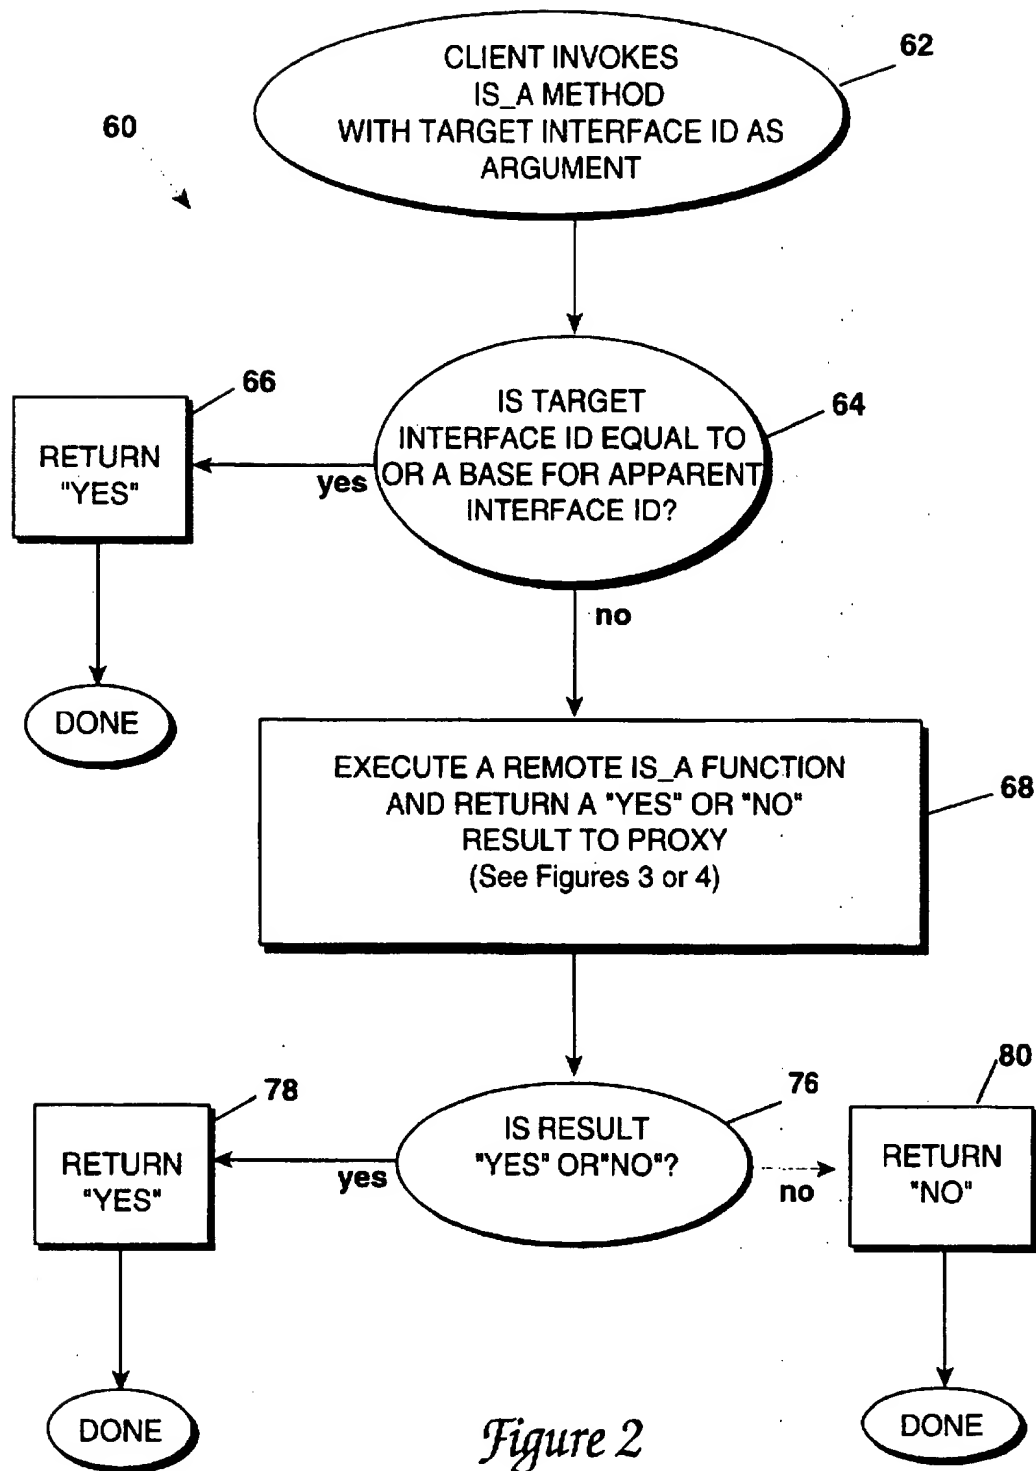 CLIENT INVOKES
IS_A METHOD
WITH TARGET INTERFACE ID AS
ARGUMENT
62
60
IS TARGET
INTERFACE ID EQUAL TO
OR A BASE FOR APPARENT
INTERFACE ID?
64
66
RETURN
"YES"
yes
no
DONE
EXECUTE A REMOTE IS_A FUNCTION
AND RETURN A "YES" OR "NO"
RESULT TO PROXY
(See Figures 3 or 4)
68
78
RETURN
"YES"
yes
IS RESULT
"YES" OR"NO"?
76
no
80
RETURN
"NO"
DONE
DONE
Figure 2